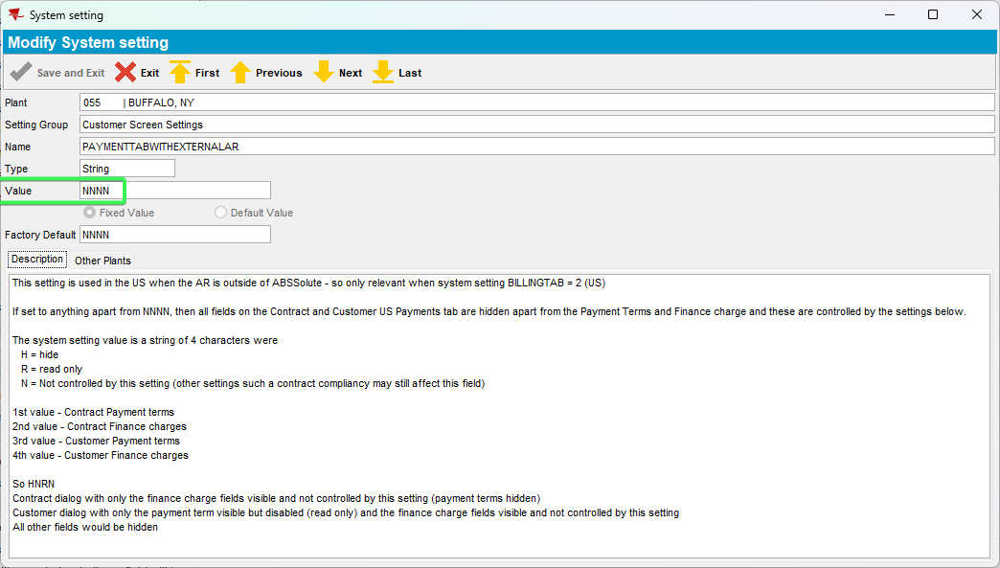 System setting
Modify System setting
Save and Exit Exit First Previous Next Last
Plant 055 | BUFFALO, NY
Setting Group Customer Screen Settings
Name PAYMENTTABWITHEXTERNALAR
Type String
Value NNNN
Fixed Value Default Value
Factory Default NNNN
Description Other Plants
This setting is used in the US when the AR is outside of ABSSolute - so only relevant when system setting BILLINGTAB = 2 (US)
If set to anything apart from NNNN, then all fields on the Contract and Customer US Payments tab are hidden apart from the Payment Terms and Finance charge and these are controlled by the settings below.
The system setting value is a string of 4 characters were
H = hide
R = read only
N = Not controlled by this setting (other settings such a contract compliancy may still affect this field)
1st value - Contract Payment terms
2nd value - Contract Finance charges
3rd value - Customer Payment terms
4th value - Customer Finance charges
So HNRN
Contract dialog with only the finance charge fields visible and not controlled by this setting (payment terms hidden)
Customer dialog with only the payment term visible but disabled (read only) and the finance charge fields visible and not controlled by this setting
All other fields would be hidden